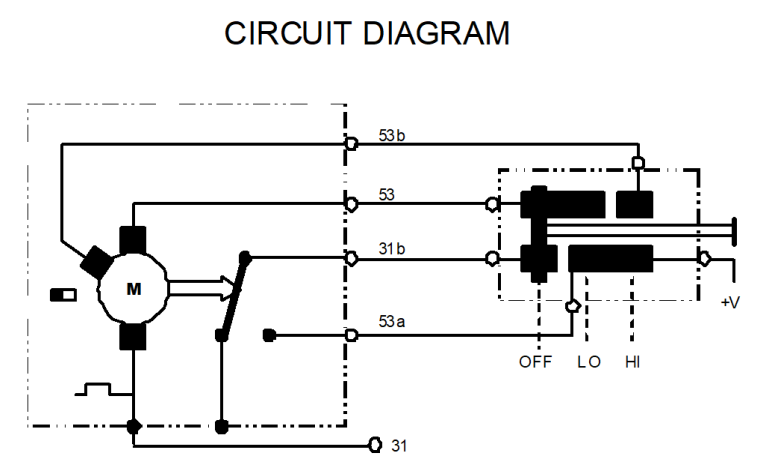 CIRCUIT DIAGRAM
53b
53
31b
M
+V
53a
OFF LO HI
31